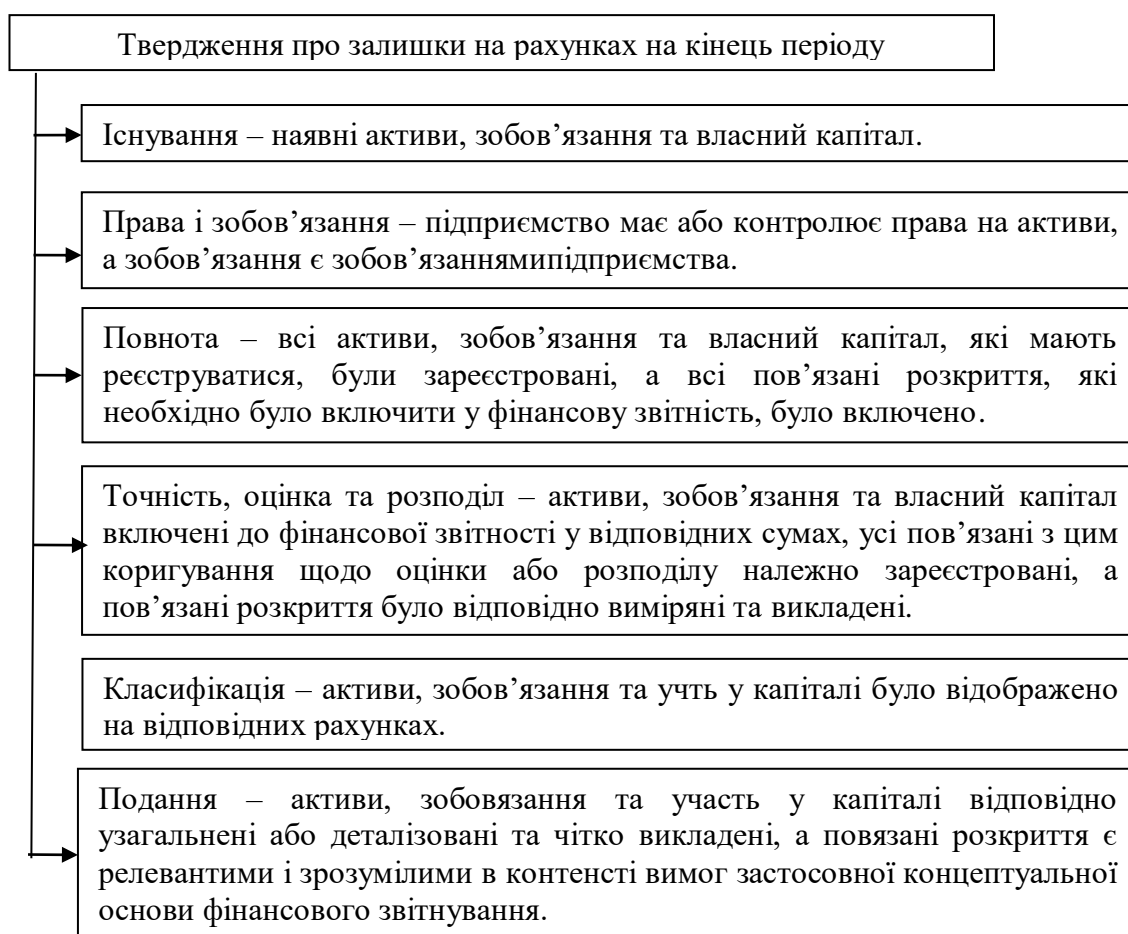 Твердження про залишки на рахунках на кінець періоду
Існування – наявні активи, зобов’язання та власний капітал.
Права і зобов’язання – підприємство має або контролює права на активи,
а зобов’язання є зобов’язаннямипідприємства.
Повнота – всі активи, зобов’язання та власний капітал, які мають
реєструватися, були зареєстровані, а всі пов’язані розкриття, які
необхідно було включити у фінансову звітність, було включено.
Точність, оцінка та розподіл – активи, зобов’язання та власний капітал
включені до фінансової звітності у відповідних сумах, усі пов’язані з цим
коригування щодо оцінки або розподілу належно зареєстровані, а
пов’язані розкриття було відповідно виміряні та викладені.
Класифікація – активи, зобов’язання та учть у капіталі було відображено
на відповідних рахунках.
Подання – активи, зобовязання та участь у капіталі відповідно
узагальнені або деталізовані та чітко викладені, а повязані розкриття є
релевантими і зрозумілими в контенсті вимог застосовної концептуальної
основи фінансового звітнування.